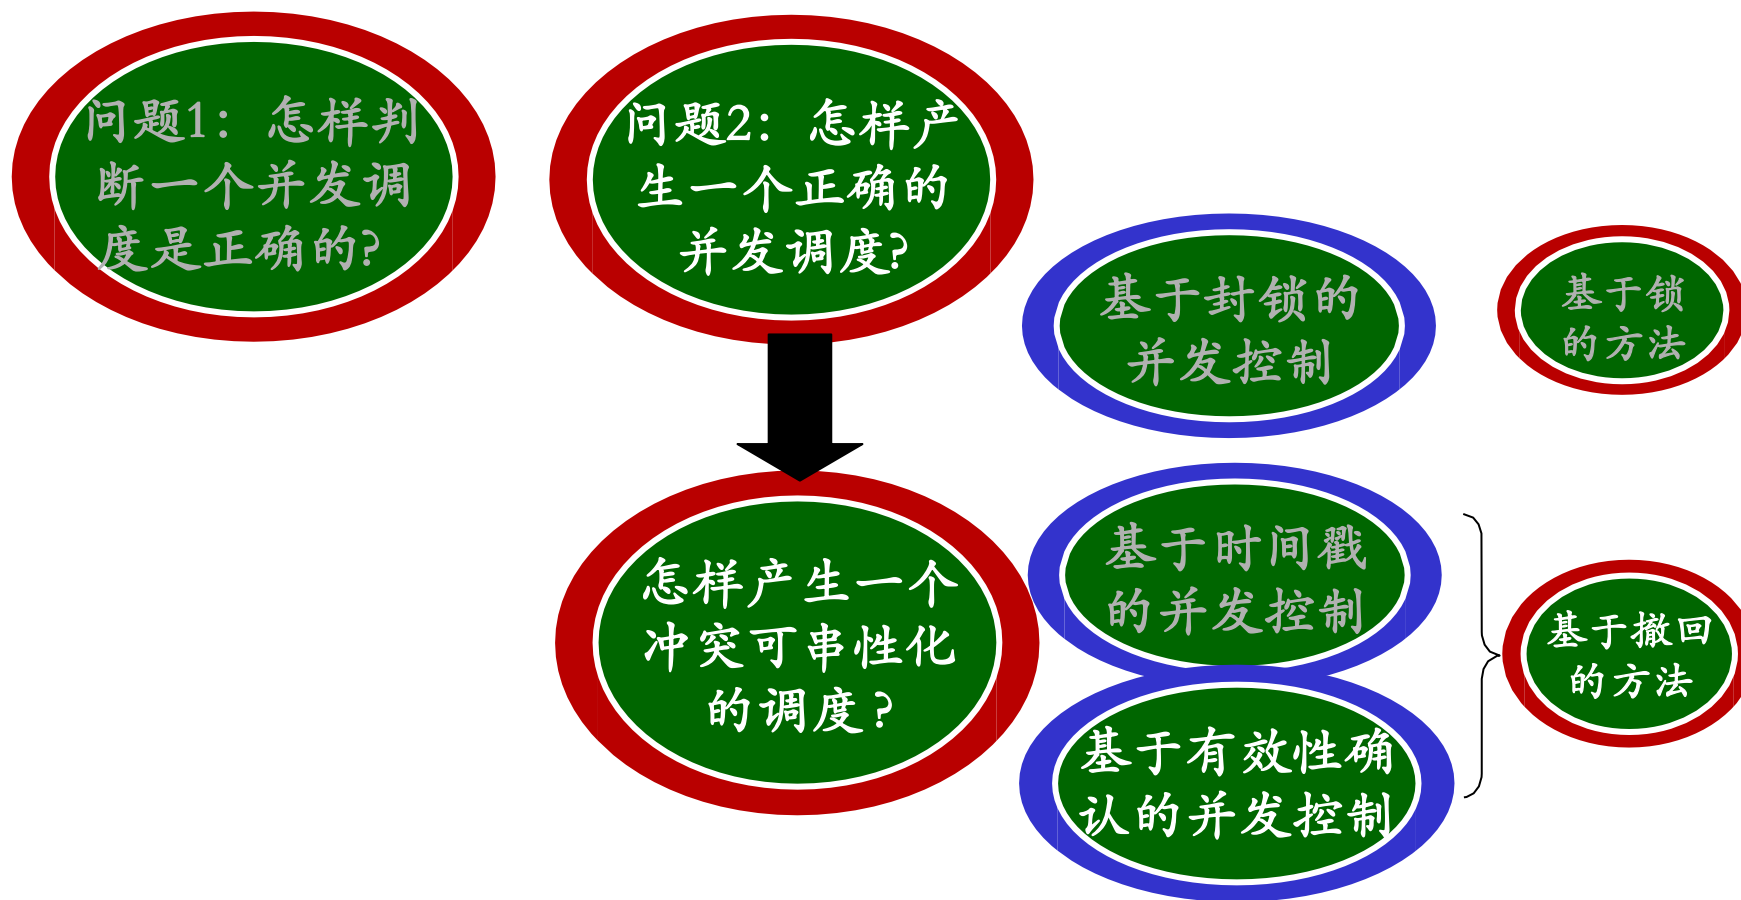 问题1：怎样判
断一个并发调
度是正确的?
问题2：怎样产
生一个正确的
并发调度?
基于封锁的
并发控制
基于锁
的方法
怎样产生一个
冲突可串性化
的调度?
基于时间戳
的并发控制
基于撤回
的方法
基于有效性确
认的并发控制